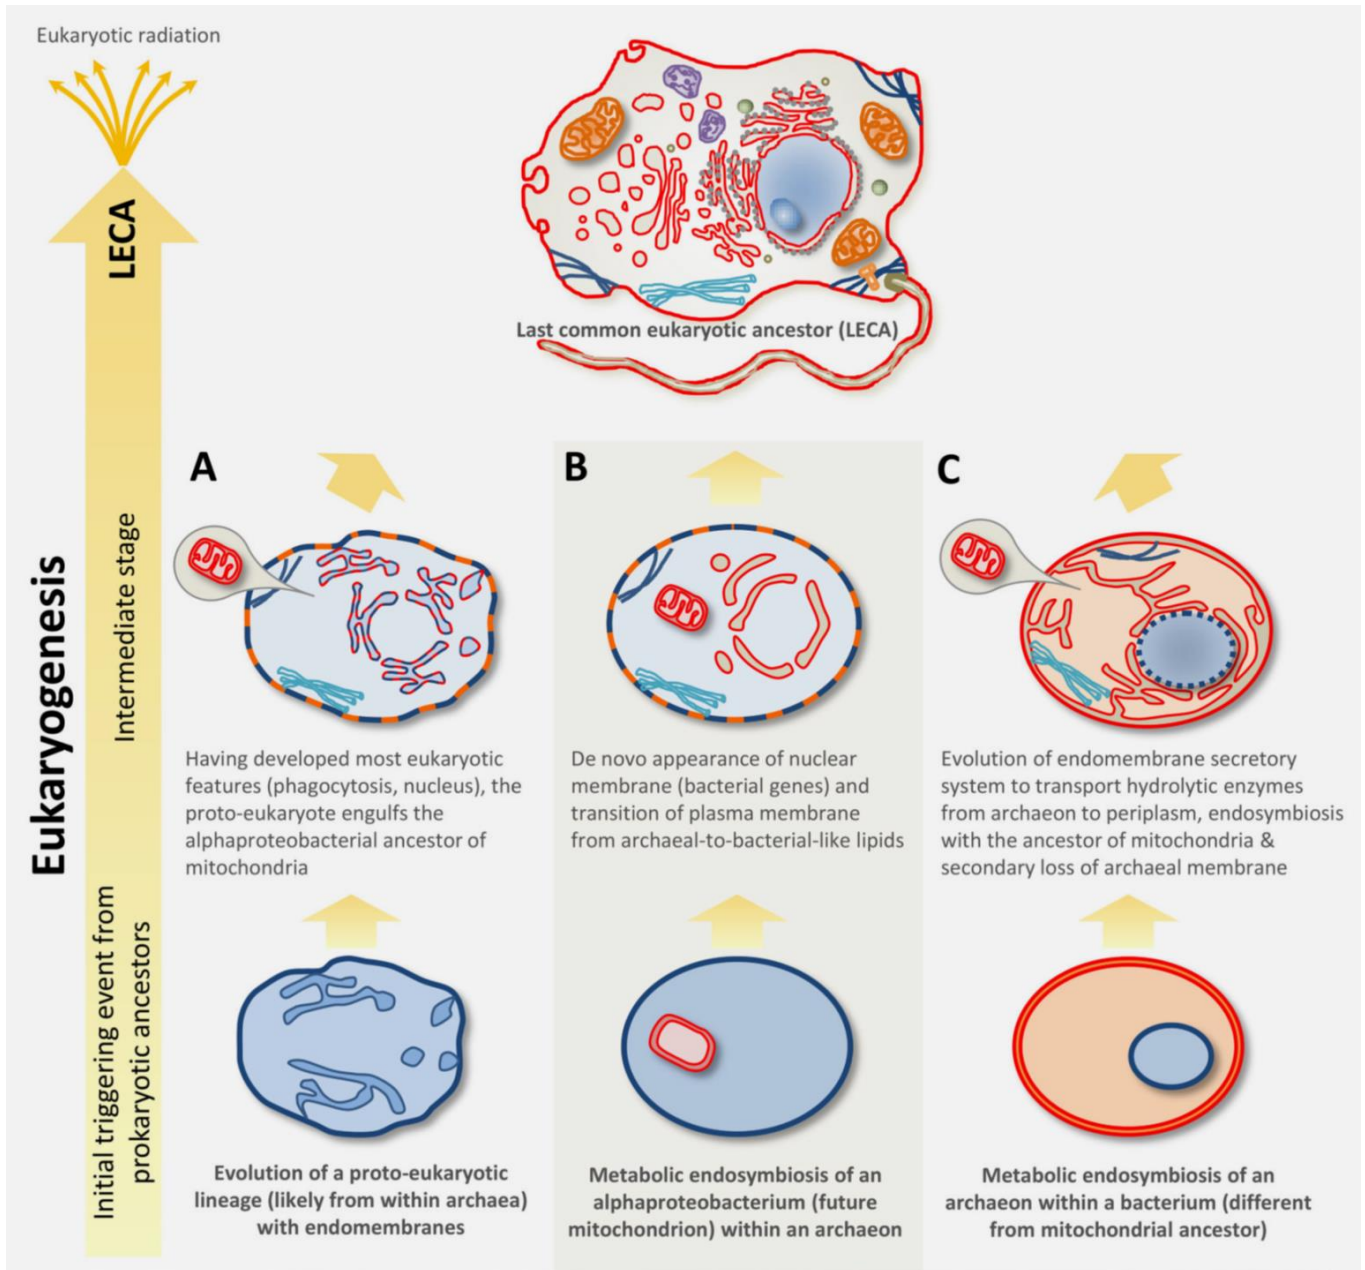 Eukaryotic radiation
LECA
Last common eukaryotic ancestor (LECA)
Eukaryogenesis
Intermediate stage
Initial triggering event from
prokaryotic ancestors
A
Having developed most eukaryotic
features (phagocytosis, nucleus), the
proto-eukaryote engulfs the
alphaproteobacterial ancestor of
mitochondria
Evolution of a proto-eukaryotic
lineage (likely from within archaea)
with endomembranes
B
De novo appearance of nuclear
membrane (bacterial genes) and
transition of plasma membrane
from archaeal-to-bacterial-like lipids
Metabolic endosymbiosis of an
alphaproteobacterium (future
mitochondrion) within an archaeon
C
Evolution of endomembrane secretory
system to transport hydrolytic enzymes
from archaeon to periplasm, endosymbiosis
with the ancestor of mitochondria &
secondary loss of archaeal membrane
Metabolic endosymbiosis of an
archaeon within a bacterium (different
from mitochondrial ancestor)